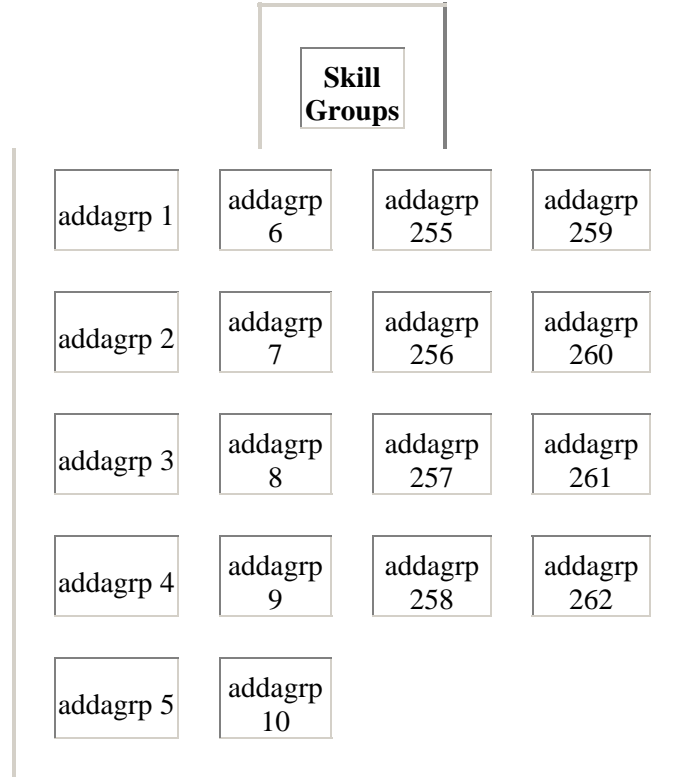 Skill
Groups
addagrp 1
addagrp
6
addagrp
255
addagrp
259
addagrp 2
addagrp
7
addagrp
256
addagrp
260
addagrp 3
addagrp
8
addagrp
257
addagrp
261
addagrp 4
addagrp
9
addagrp
258
addagrp
262
addagrp 5
addagrp
10